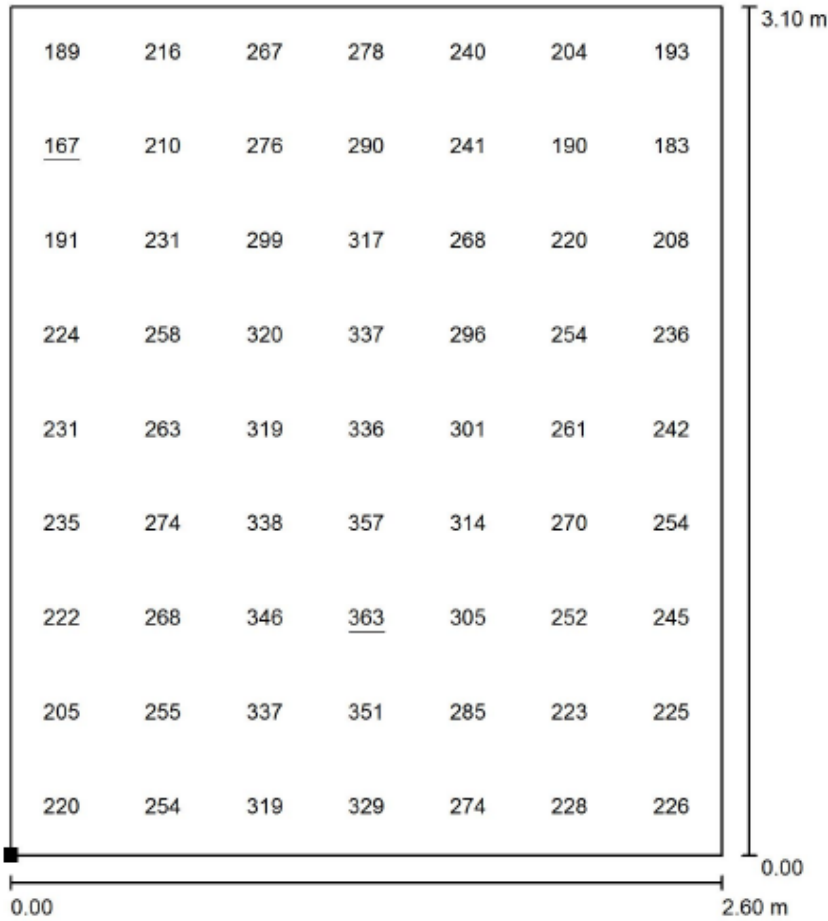 3.10 m
189 216 267 278 240 204 193
167 210 276 290 241 190 183
191 231 299 317 268 220 208
224 258 320 337 296 254 236
231 263 319 336 301 261 242
235 274 338 357 314 270 254
222 268 346 363 305 252 245
205 255 337 351 285 223 225
220 254 319 329 274 228 226
0.00
0.00 2.60 m